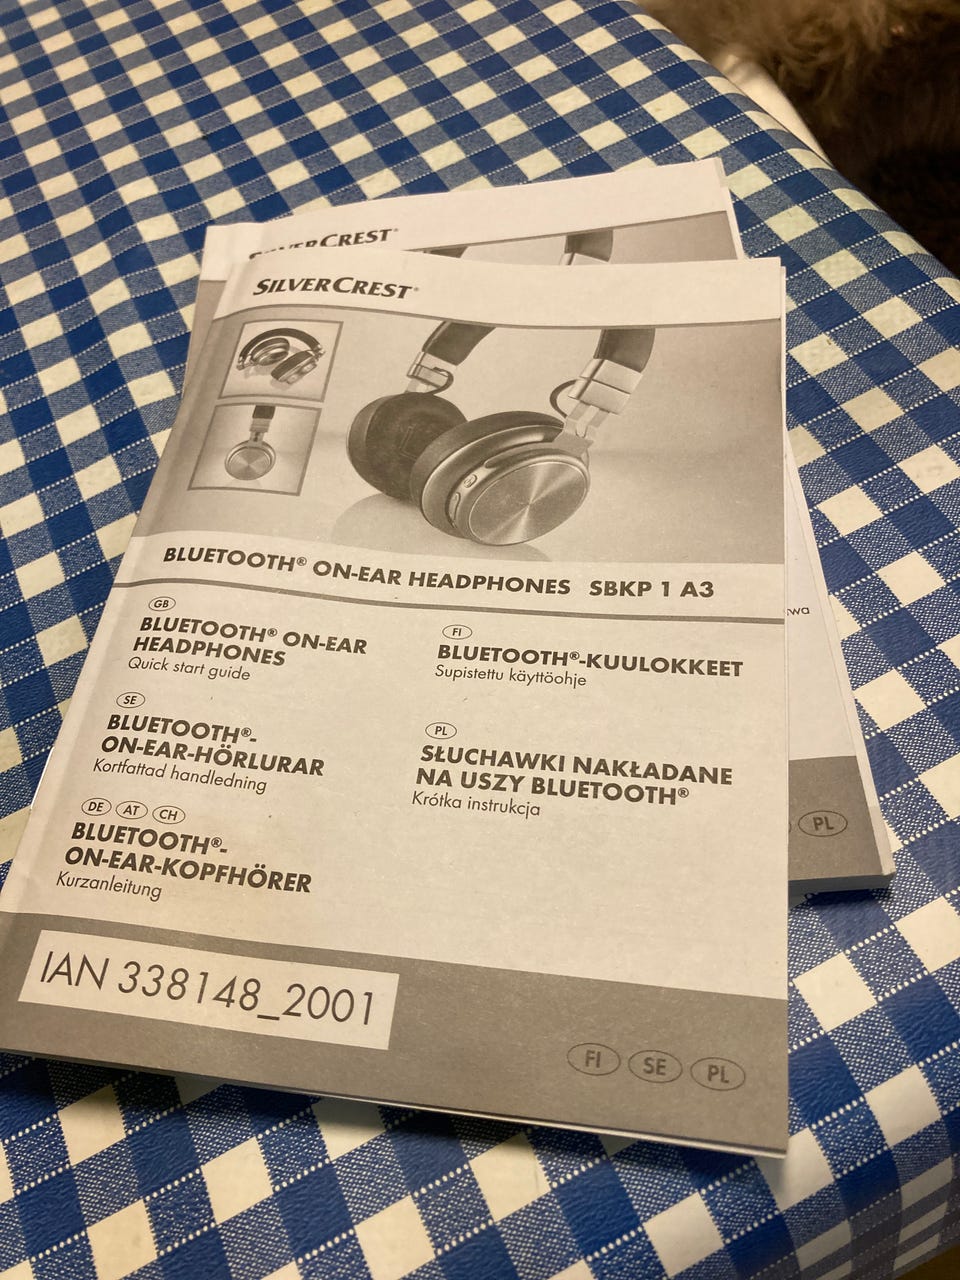 SILVERCREST®
SILVERCREST®
BLUETOOTH® ON-EAR HEADPHONES SBKP 1 A3
GB
BLUETOOTH® ON-EAR
HEADPHONES
Quick start guide
SE
BLUETOOTH®-
ON-EAR-HÖRLURAR
Kortfattad handledning
DE AT CH
BLUETOOTH®-
ON-EAR-KOPFHÖRER
Kurzanleitung
FI
BLUETOOTH®-KUULOKKEET
Supistettu käyttöohje
PL
SŁUCHAWKI NAKŁADANE
NA USZY BLUETOOTH®
Krótka instrukcja
IAN 338148_2001
FI SE PL
wa
PL